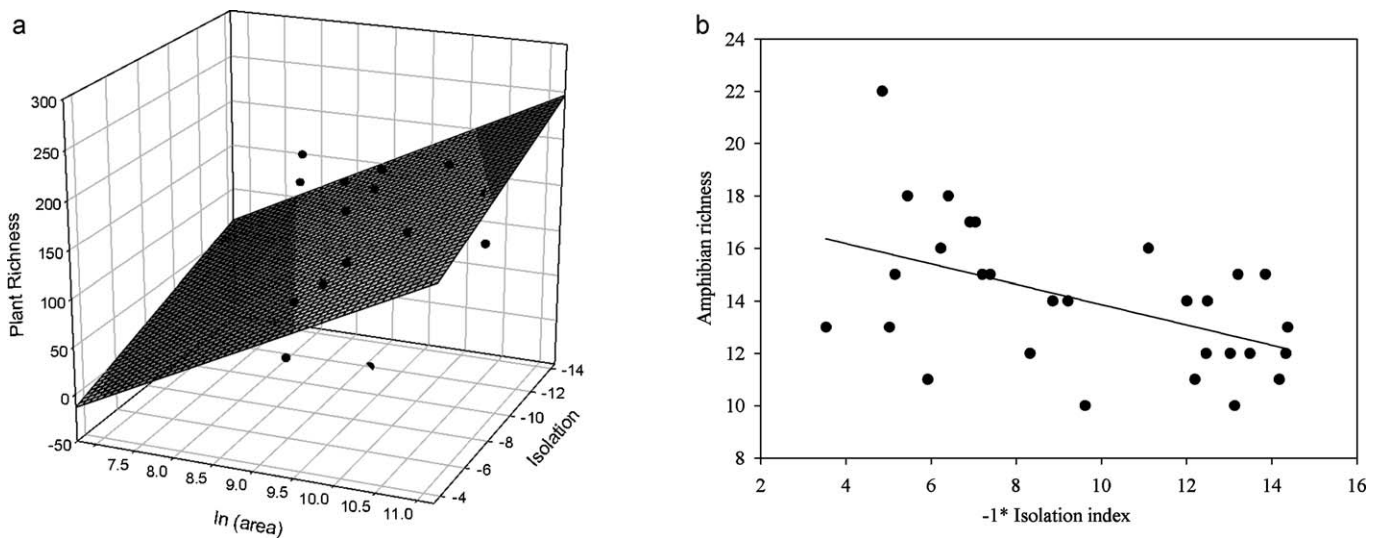 a
300
250
200
150
100
50
0
-50
Plant Richness
7.5 8.0 8.5 9.0 9.5 10.0 10.5 11.0
ln (area)
-14
-12
-10
-8
-6
-4
Isolation
b
24
22
20
18
16
14
12
10
8
Amphibian richness
2 4 6 8 10 12 14 16
-1* Isolation index